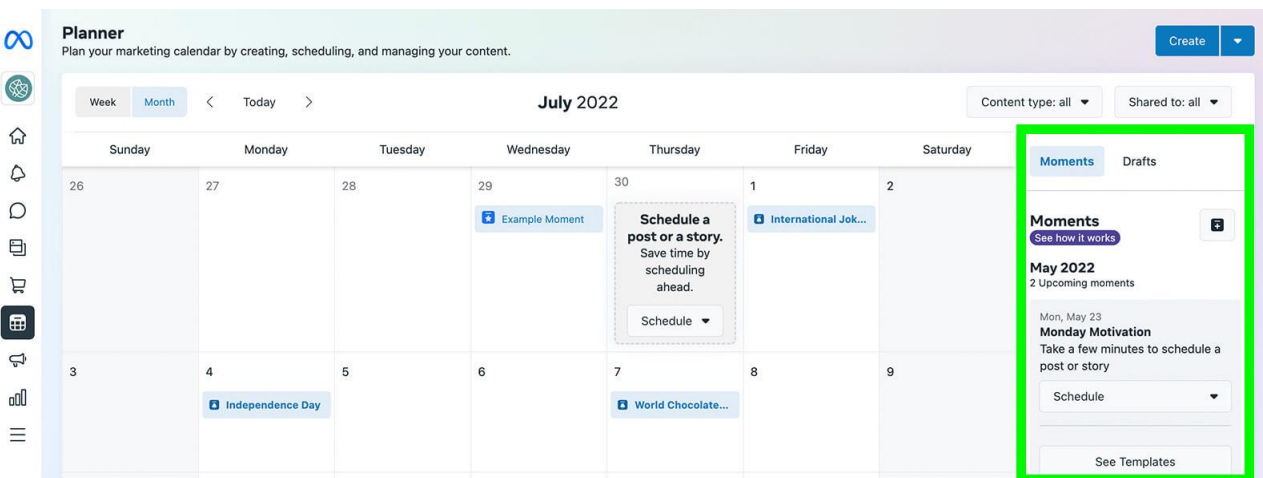 Planner
Plan your marketing calendar by creating, scheduling, and managing your content.
Create
Week Month Today July 2022 Content type: all Shared to: all
Sunday Monday Tuesday Wednesday Thursday Friday Saturday
26 27 28 29 30 1 2
Example Moment
International Jok...
Schedule a
post or a story.
Save time by
scheduling
ahead.
Schedule
3 4 5 6 7 8 9
Independence Day
World Chocolate...
Moments Drafts
Moments
See how it works
May 2022
2 Upcoming moments
Mon, May 23
Monday Motivation
Take a few minutes to schedule a
post or story
Schedule
See Templates